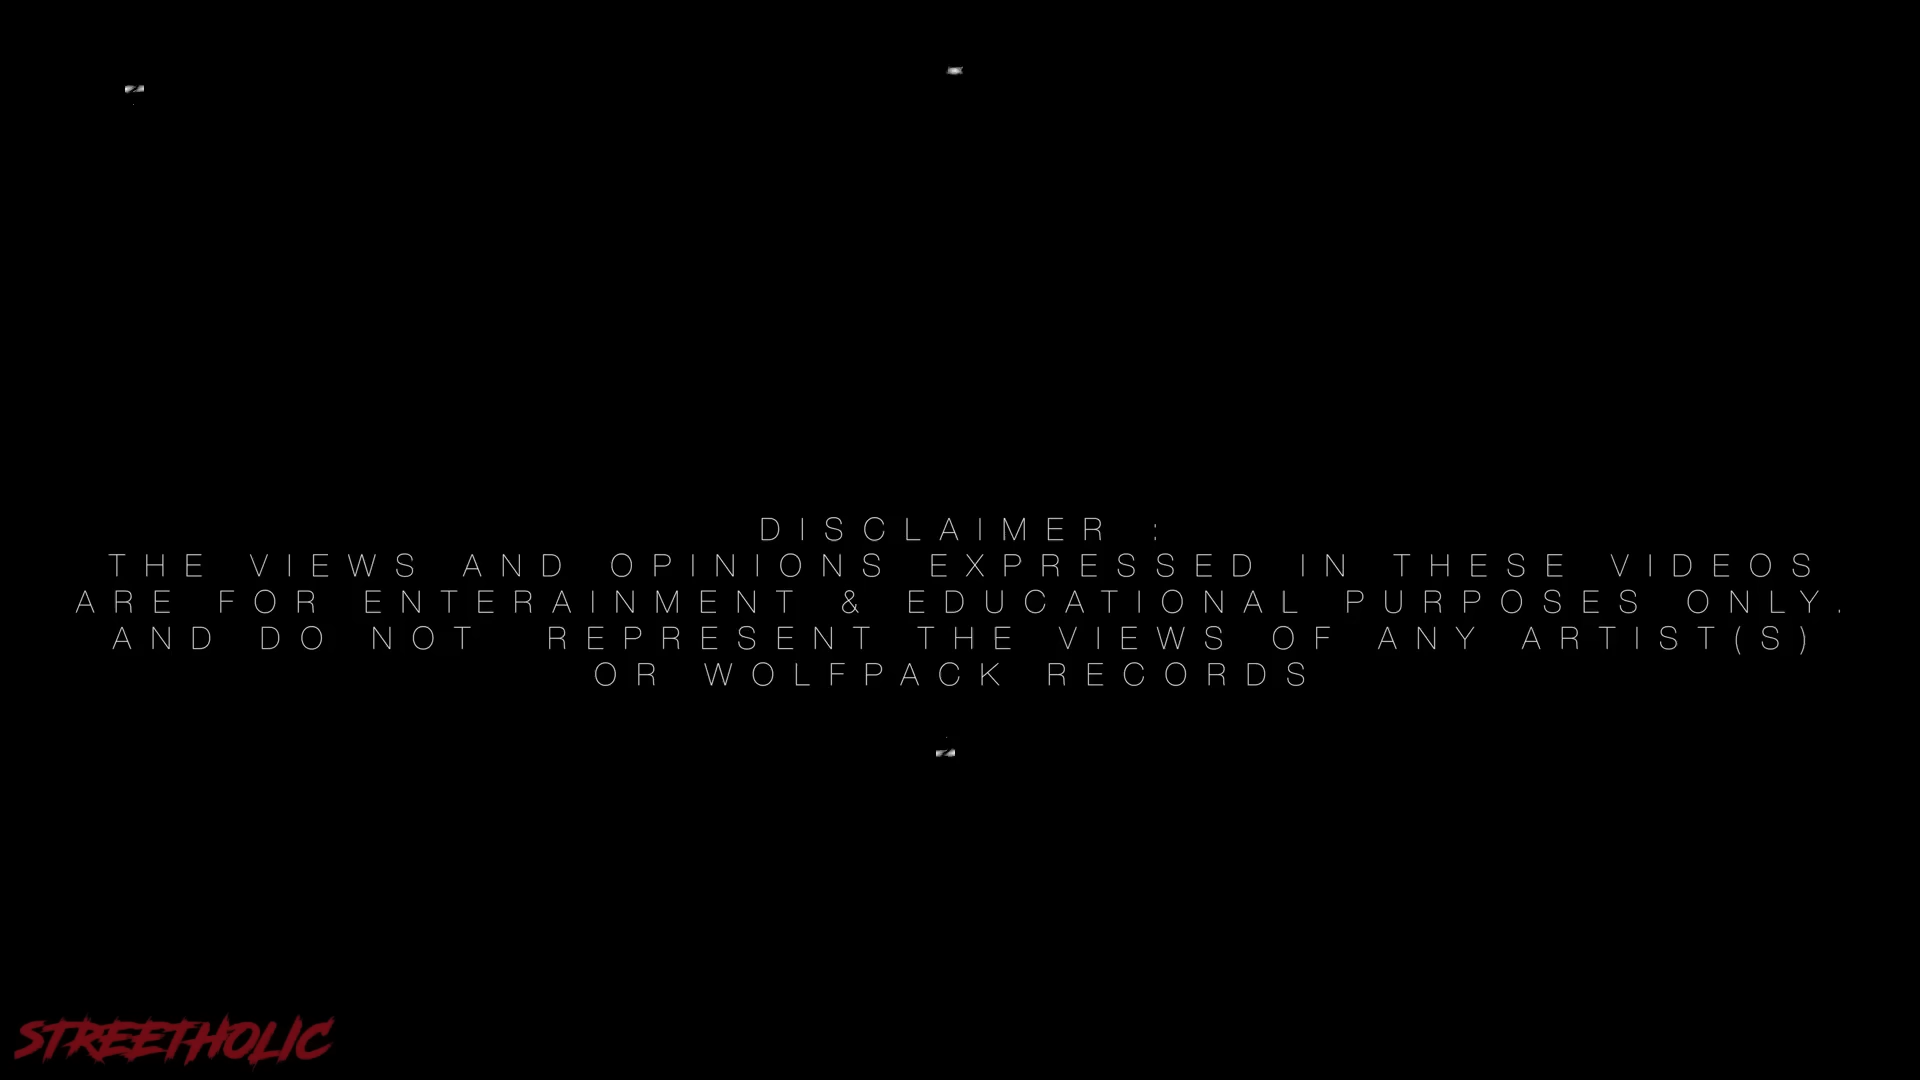 DISCLAIMER :
THE VIEWS AND OPINIONS EXPRESSED IN THESE VIDEOS
ARE FOR ENTERAINMENT & EDUCATIONAL PURPOSES ONLY.
AND DO NOT REPRESENT THE VIEWS OF ANY ARTIST(S)
OR WOLFPACK RECORDS
STREETHOLIC